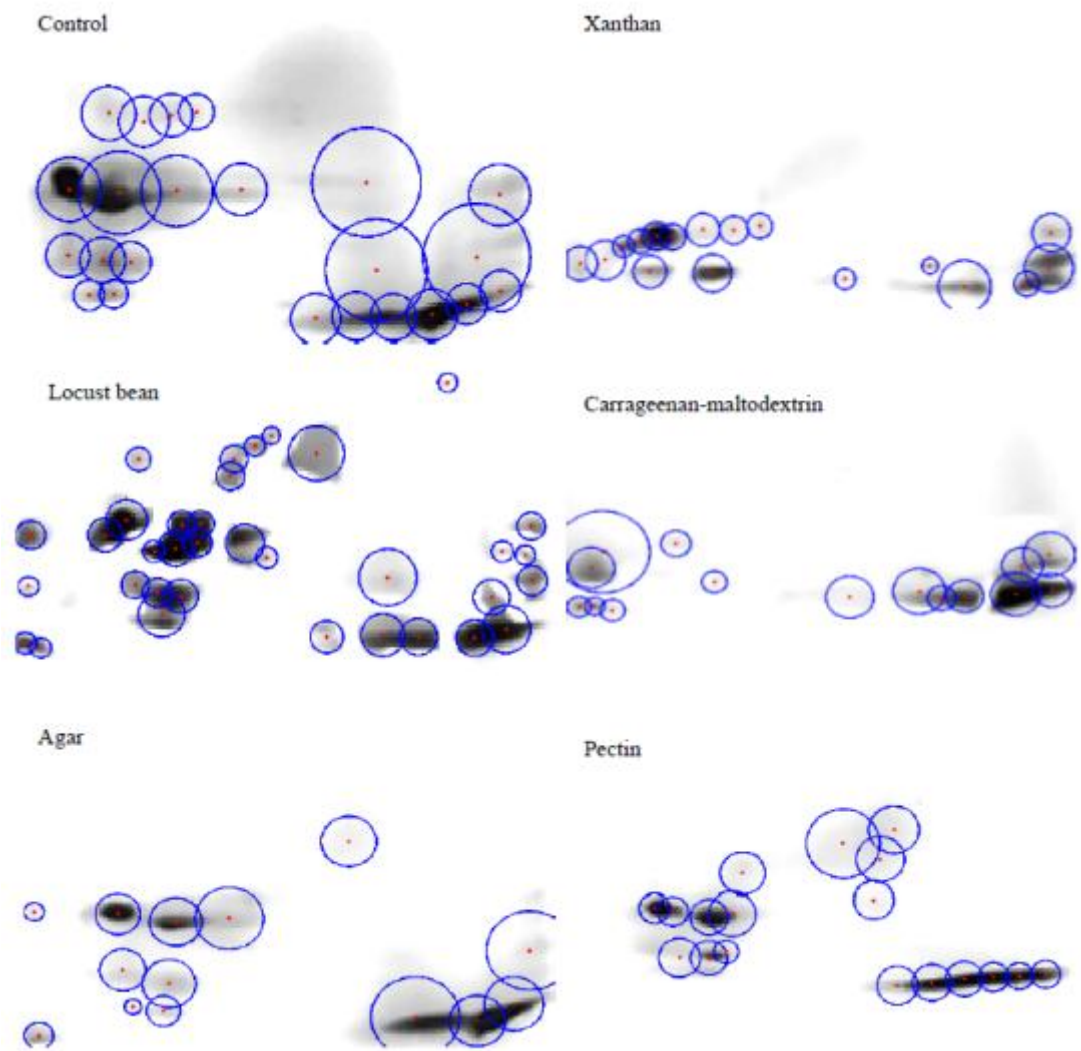 Control
Xanthan
Locust bean
Carrageenan-maltodextrin
Agar
Pectin